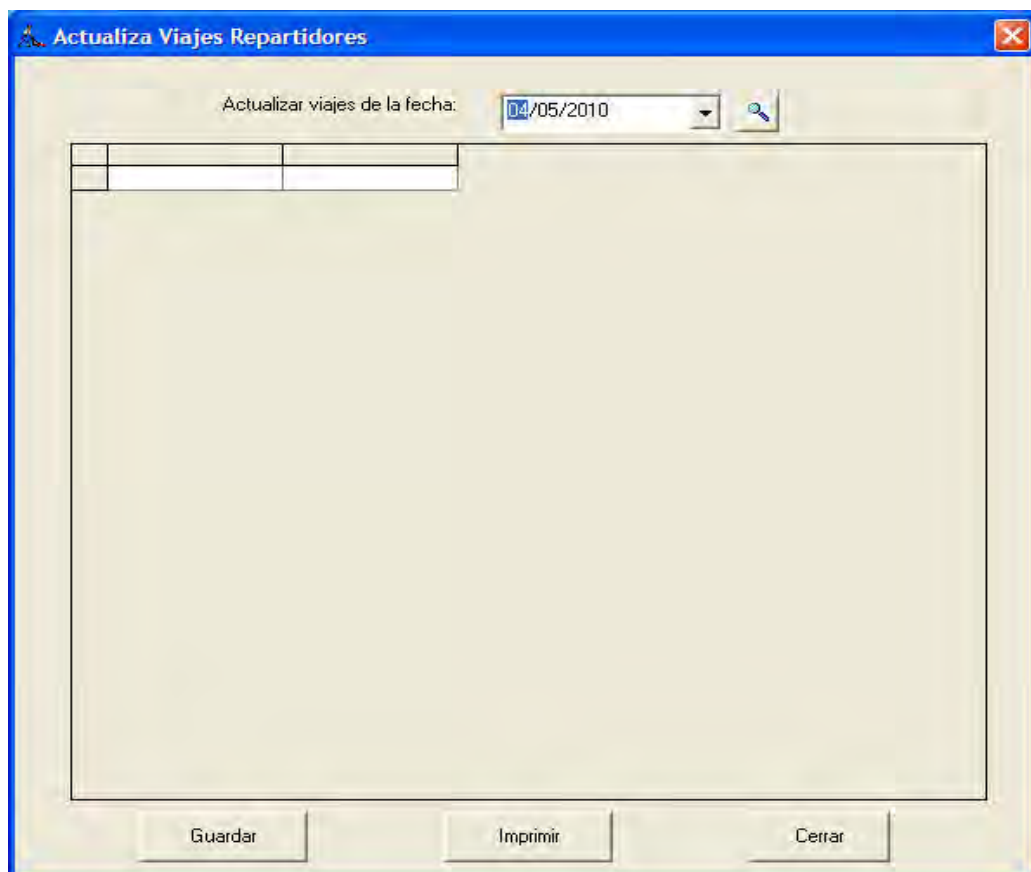 Actualiza Viajes Repartidores
Actualizar viajes de la fecha: 04/05/2010
Guardar Imprimir Cerrar